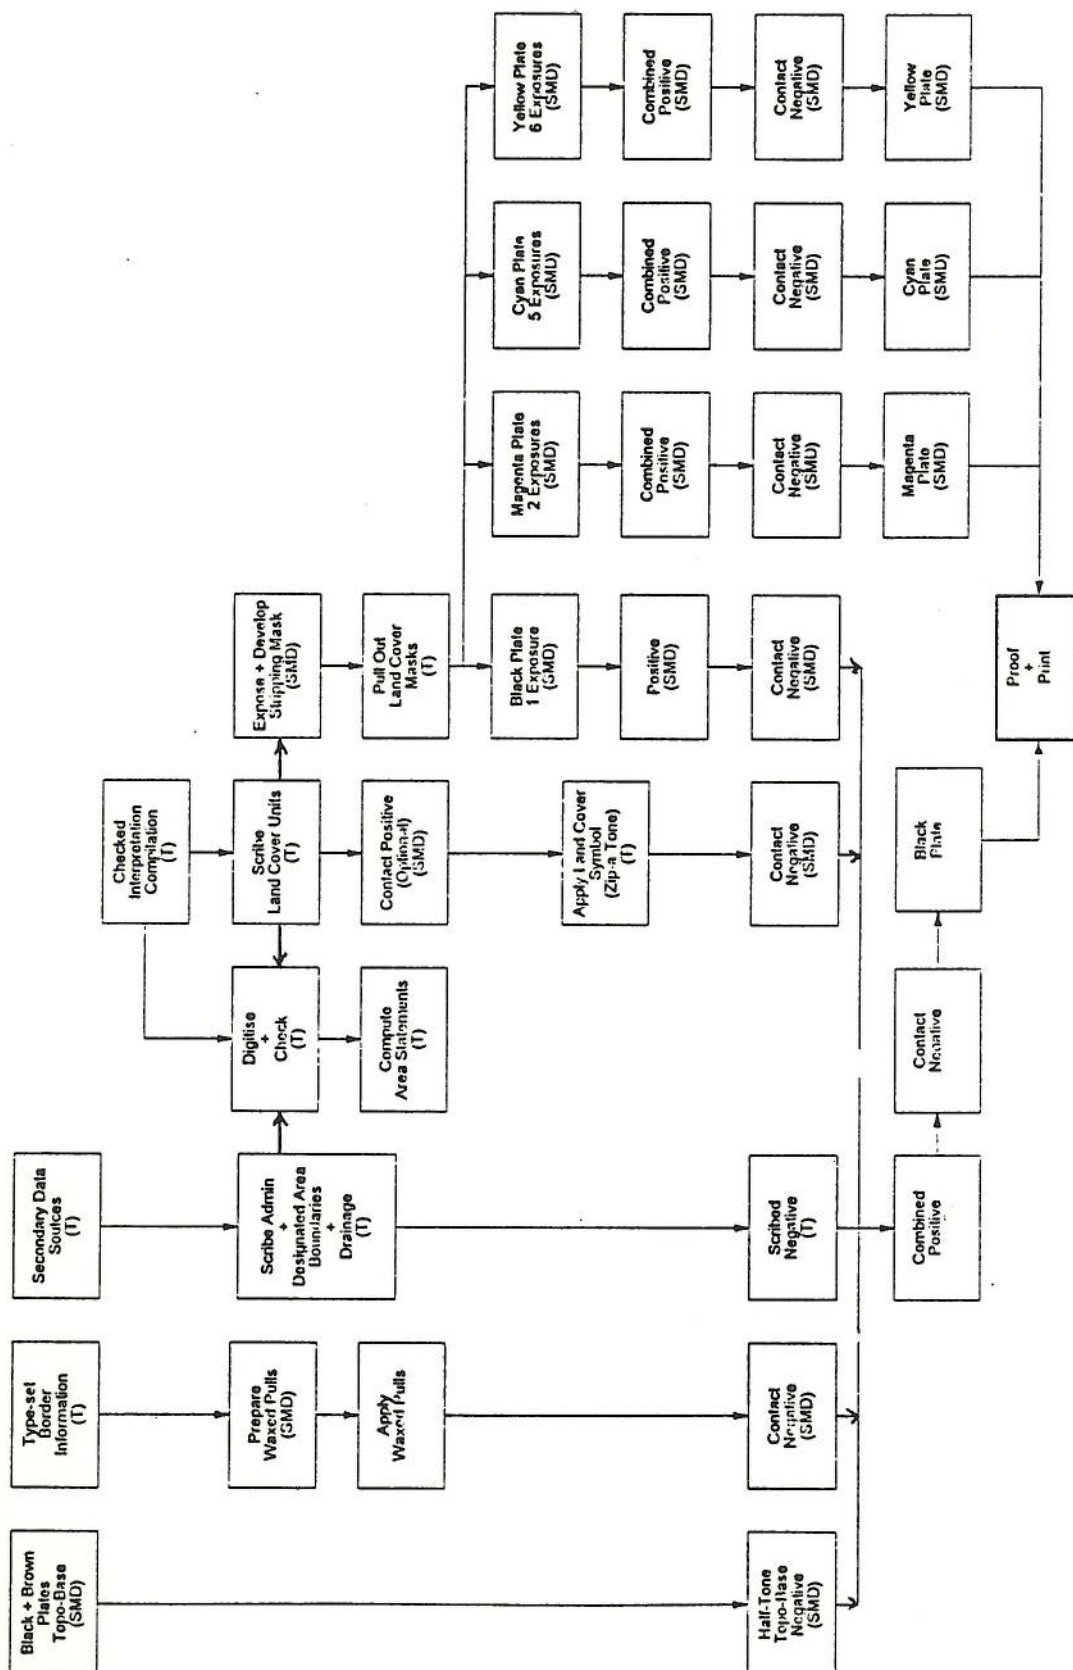 Black + Brown
Plates
Topo-Base
(SMD)
Type-set
Border
Information
(T)
Secondary Data
Sources
(T)
Checked
Interpretation
Compilation
(T)
Prepare
Waxed Pulls
(SMD)
Scribe Admin
+
Designated Area
Boundaries
+
Drainage
(T)
Digitise
+
Check
(T)
Scribe
Land Cover Units
(T)
Expose + Develop
Stripping Mask
(SMD)
Apply
Waxed Pulls
Compute
Area Statements
(T)
Contact Positive
(Optional)
(SMD)
Pull Out
Land Cover
Masks
(T)
Black Plate
1 Exposure
(SMD)
Magenta Plate
2 Exposures
(SMD)
Cyan Plate
5 Exposures
(SMD)
Yellow Plate
6 Exposures
(SMD)
Apply Land Cover
Symbol
(Zip-a Tone)
(T)
Positive
(SMD)
Combined
Positive
(SMD)
Combined
Positive
(SMD)
Combined
Positive
(SMD)
Half-Tone
Topo-Base
Negative
(SMD)
Contact
Negative
(SMD)
Scribed
Negative
(T)
Contact
Negative
(SMD)
Contact
Negative
(SMD)
Contact
Negative
(SMD)
Contact
Negative
(SMD)
Contact
Negative
(SMD)
Combined
Positive
Contact
Negative
Black
Plate
Magenta
Plate
(SMD)
Cyan
Plate
(SMD)
Yellow
Plate
(SMD)
Proof
+
Print